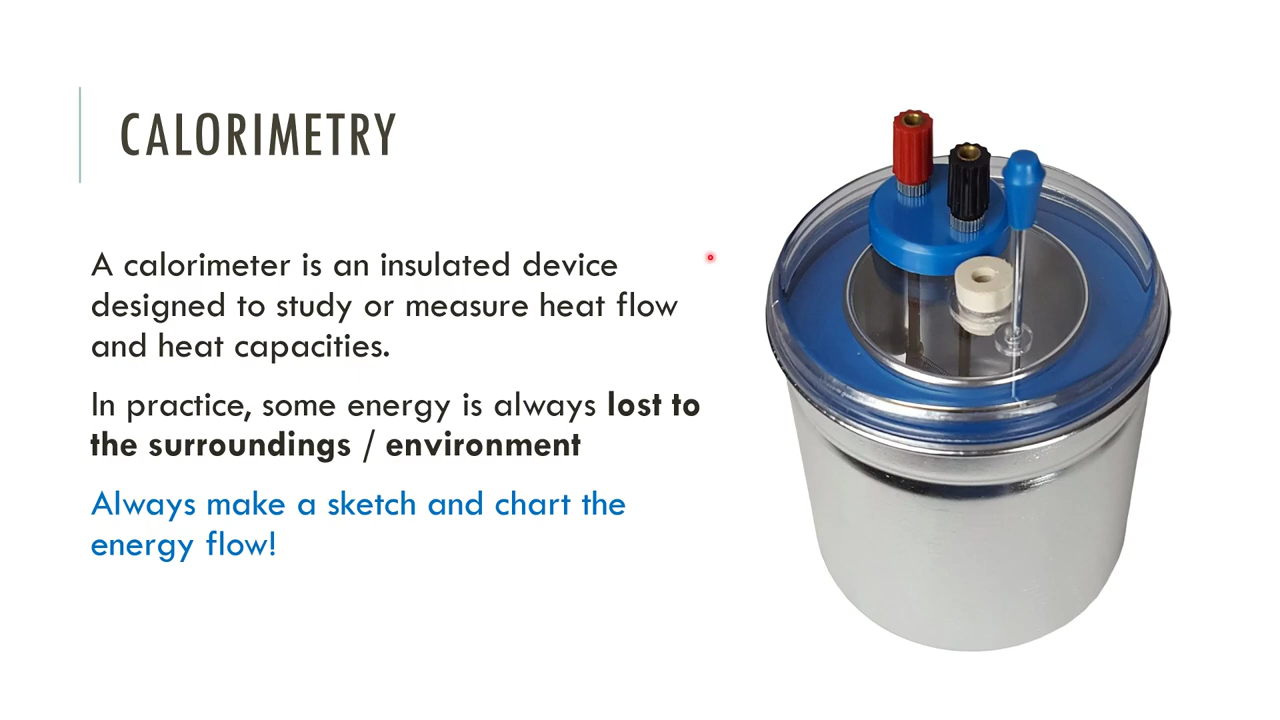 CALORIMETRY
A calorimeter is an insulated device
designed to study or measure heat flow
and heat capacities.
In practice, some energy is always lost to
the surroundings / environment
Always make a sketch and chart the
energy flow!